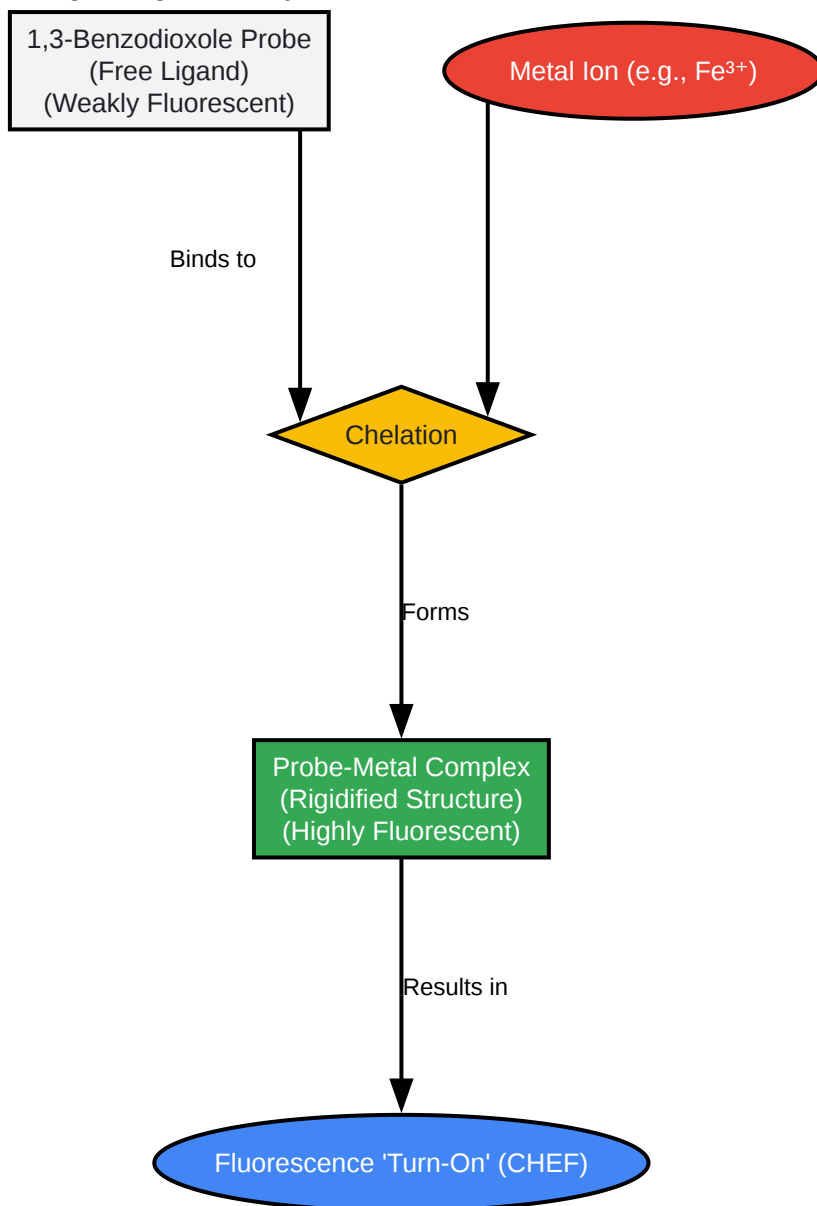 1,3-Benzodioxole Probe
(Free Ligand)
(Weakly Fluorescent)
Metal Ion (e.g., Fe³⁺)
Binds to
Chelation
Forms
Probe-Metal Complex
(Rigidified Structure)
(Highly Fluorescent)
Results in
Fluorescence 'Turn-On' (CHEF)